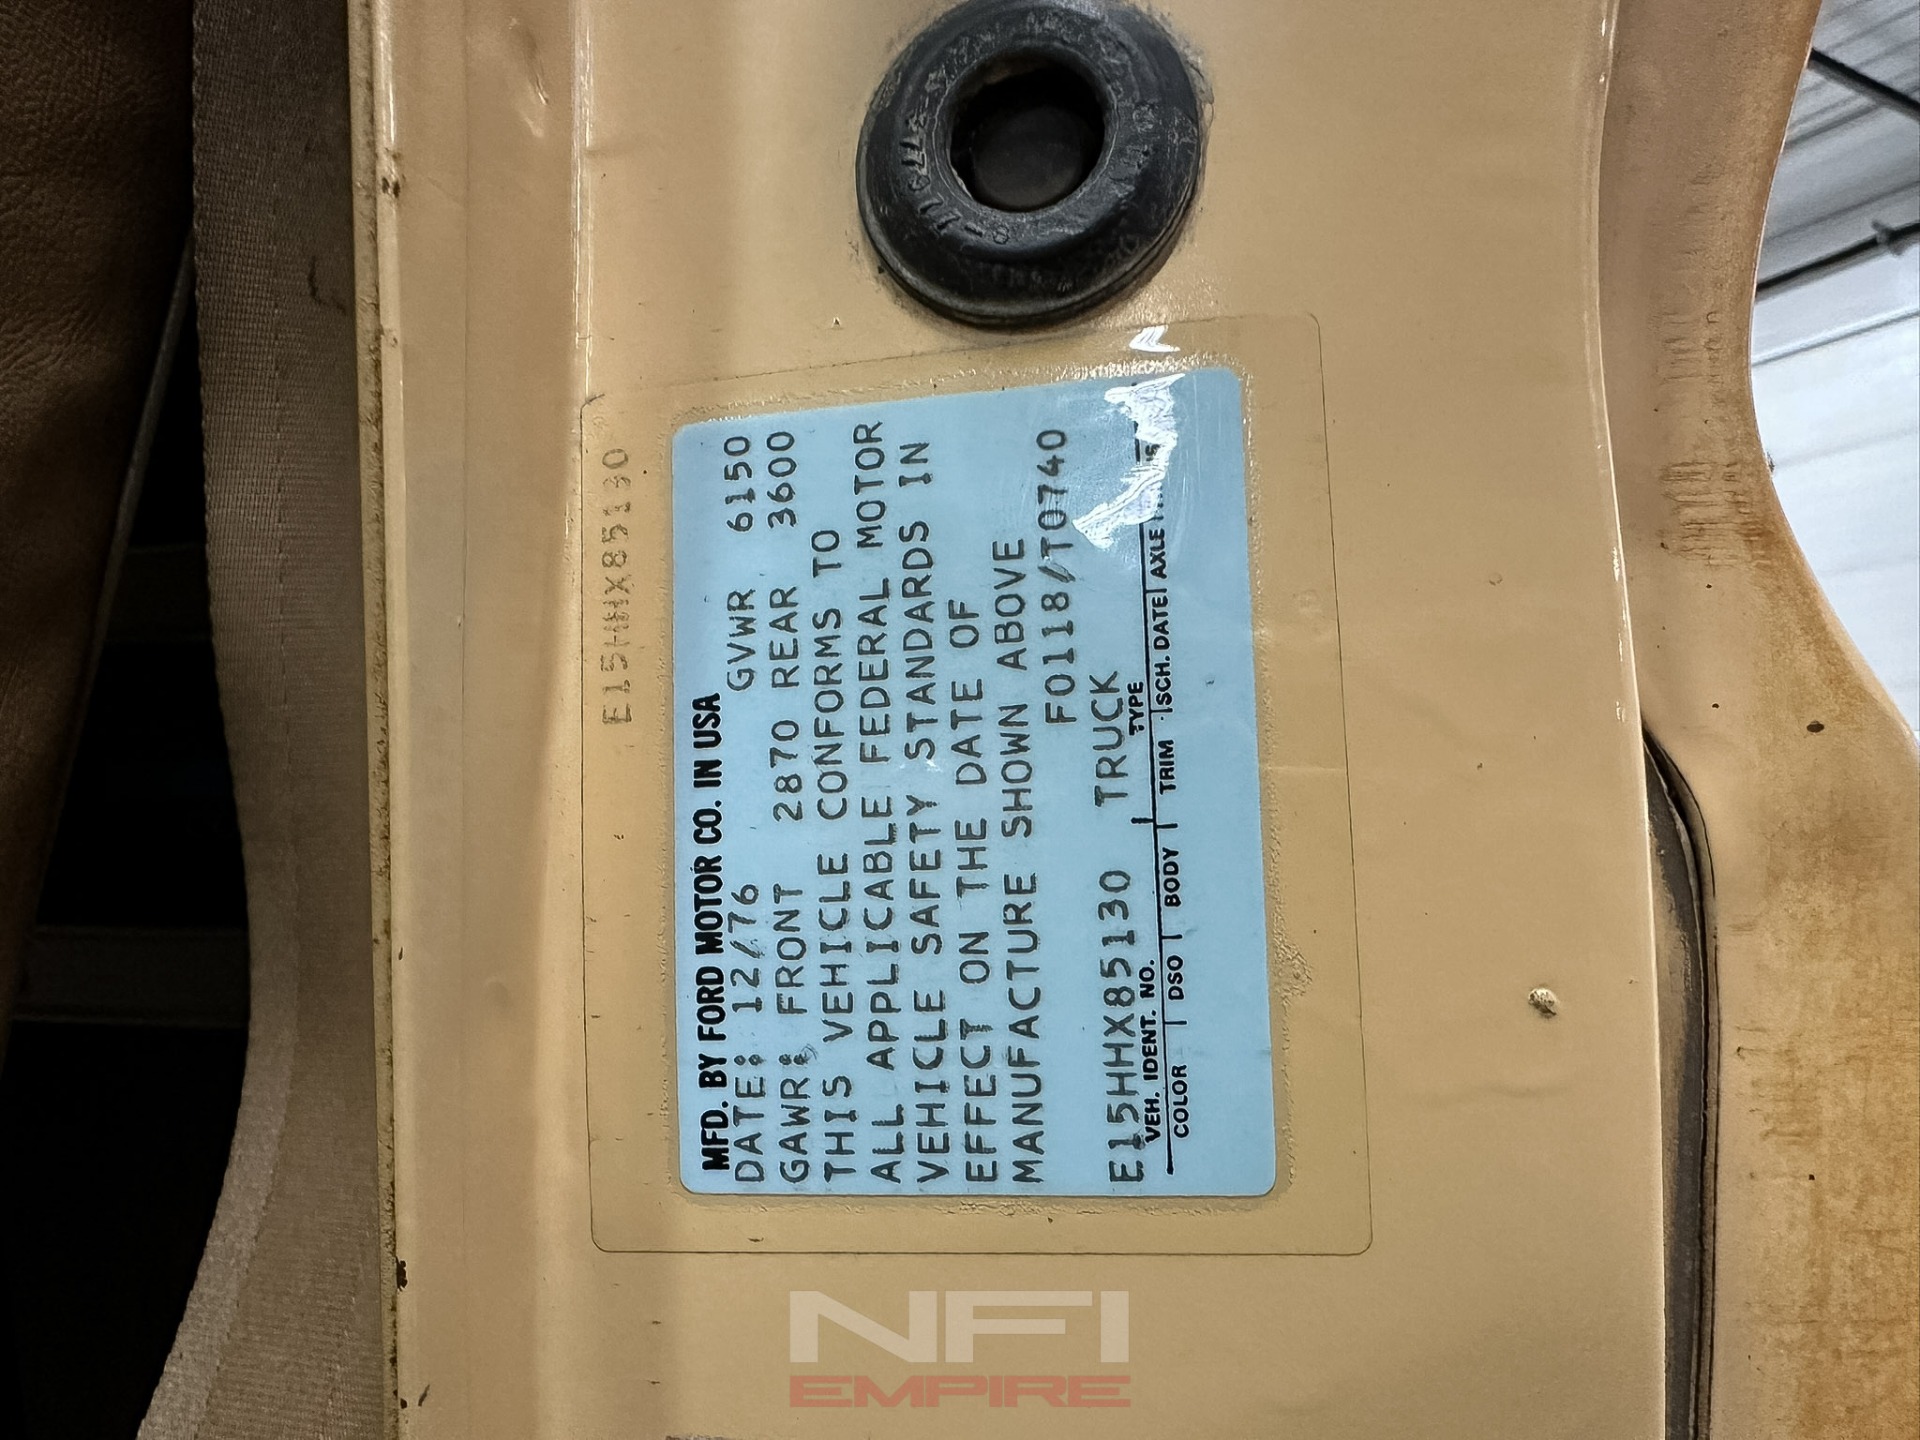 E15HHX85130
MFD. BY FORD MOTOR CO. IN USA
DATE: 12/76 GVWR 6150
GAWR: FRONT 2870 REAR 3600
THIS VEHICLE CONFORMS TO
ALL APPLICABLE FEDERAL MOTOR
VEHICLE SAFETY STANDARDS IN
EFFECT ON THE DATE OF
MANUFACTURE SHOWN ABOVE
F0118/T0740
E15HHX85130 TRUCK
VEH. IDENT. NO. TYPE
COLOR DSO BODY TRIM SCH. DATE AXLE
NFI
EMPIRE